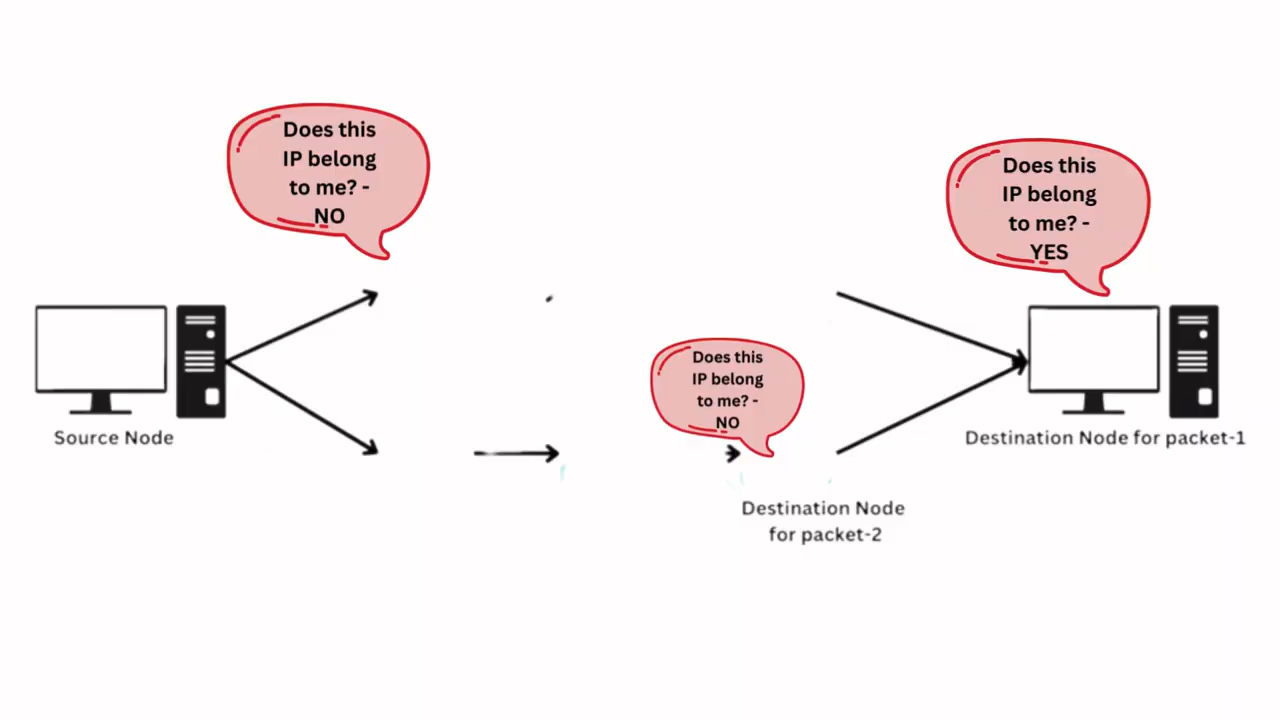 Does this
IP belong
to me? -
NO
Does this
IP belong
to me? -
YES
Does this
IP belong
to me? -
NO
Source Node
Destination Node for packet-1
Destination Node
for packet-2